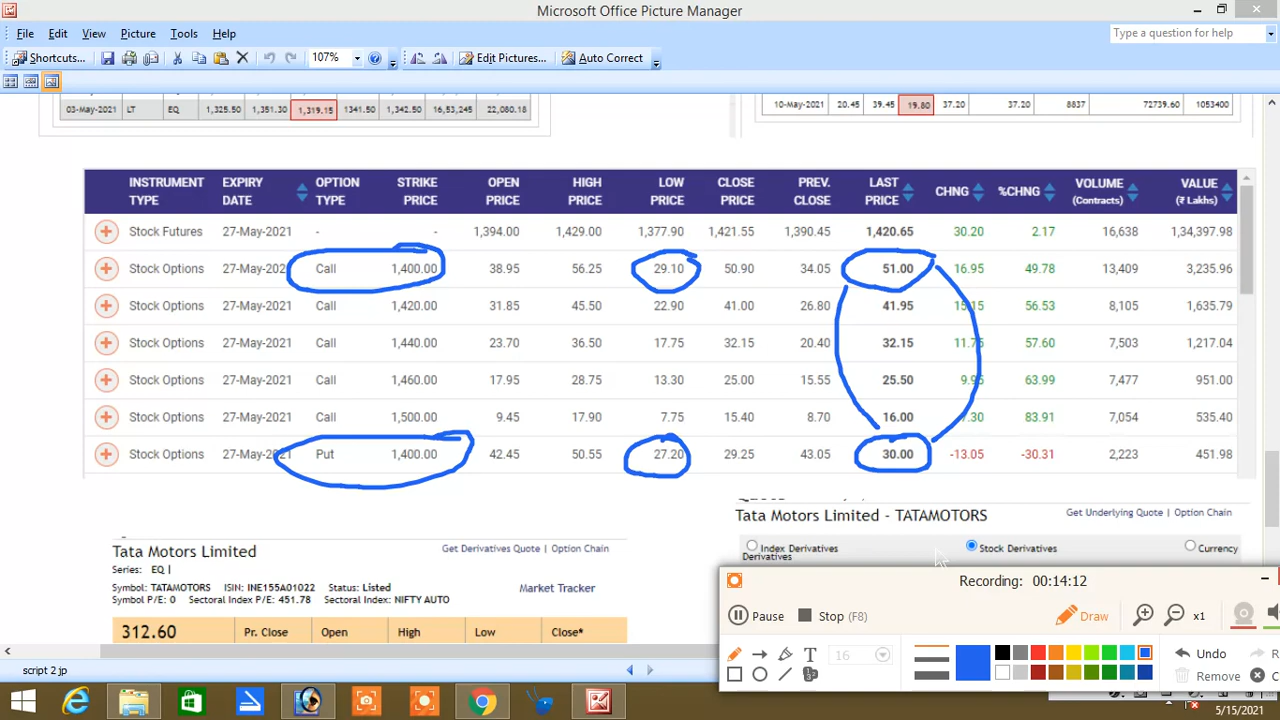 Microsoft Office Picture Manager
File Edit View Picture Tools Help
Type a question for help
Shortcuts... 107% Edit Pictures... Auto Correct
03-May-2021 LT EQ 1,325.50 1,351.30 1,319.15 1341.50 1,342.50 16,53,245 22,080.18
10-May-2021 20.45 39.45 19.80 37.20 37.20 8837 72739.60 1053400
INSTRUMENT TYPE EXPIRY DATE OPTION TYPE STRIKE PRICE OPEN PRICE HIGH PRICE LOW PRICE CLOSE PRICE PREV. CLOSE LAST PRICE CHNG %CHNG VOLUME (Contracts) VALUE (₹ Lakhs)
Stock Futures 27-May-2021 - - 1,394.00 1,429.00 1,377.90 1,421.55 1,390.45 1,420.65 30.20 2.17 16,638 1,34,397.98
Stock Options 27-May-2021 Call 1,400.00 38.95 56.25 29.10 50.90 34.05 51.00 16.95 49.78 13,409 3,235.96
Stock Options 27-May-2021 Call 1,420.00 31.85 45.50 22.90 41.00 26.80 41.95 15.15 56.53 8,105 1,635.79
Stock Options 27-May-2021 Call 1,440.00 23.70 36.50 17.75 32.15 20.40 32.15 11.75 57.60 7,503 1,217.04
Stock Options 27-May-2021 Call 1,460.00 17.95 28.75 13.30 25.00 15.55 25.50 9.95 63.99 7,477 951.00
Stock Options 27-May-2021 Call 1,500.00 9.45 17.90 7.75 15.40 8.70 16.00 7.30 83.91 7,054 535.40
Stock Options 27-May-2021 Put 1,400.00 42.45 50.55 27.20 29.25 43.05 30.00 -13.05 -30.31 2,223 451.98
Tata Motors Limited Get Derivatives Quote | Option Chain
Series: EQ |
Symbol: TATAMOTORS ISIN: INE155A01022 Status: Listed
Symbol P/E: 0 Sectoral Index P/E: 451.78 Sectoral Index: NIFTY AUTO
Market Tracker
312.60 Pr. Close Open High Low Close*
Tata Motors Limited - TATAMOTORS Get Underlying Quote | Option Chain
Index Derivatives Stock Derivatives Currency
Derivatives
Recording: 00:14:12
Pause Stop (F8) Draw x1
T 16 Undo
Remove
script 2 jp
5/15/2021